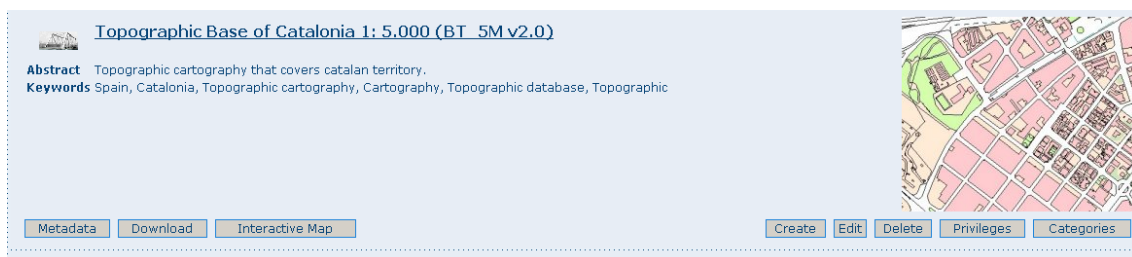 Topographic Base of Catalonia 1: 5.000 (BT_5M v2.0)
Abstract Topographic cartography that covers catalan territory.
Keywords Spain, Catalonia, Topographic cartography, Cartography, Topographic database, Topographic
Metadata Download Interactive Map Create Edit Delete Privileges Categories